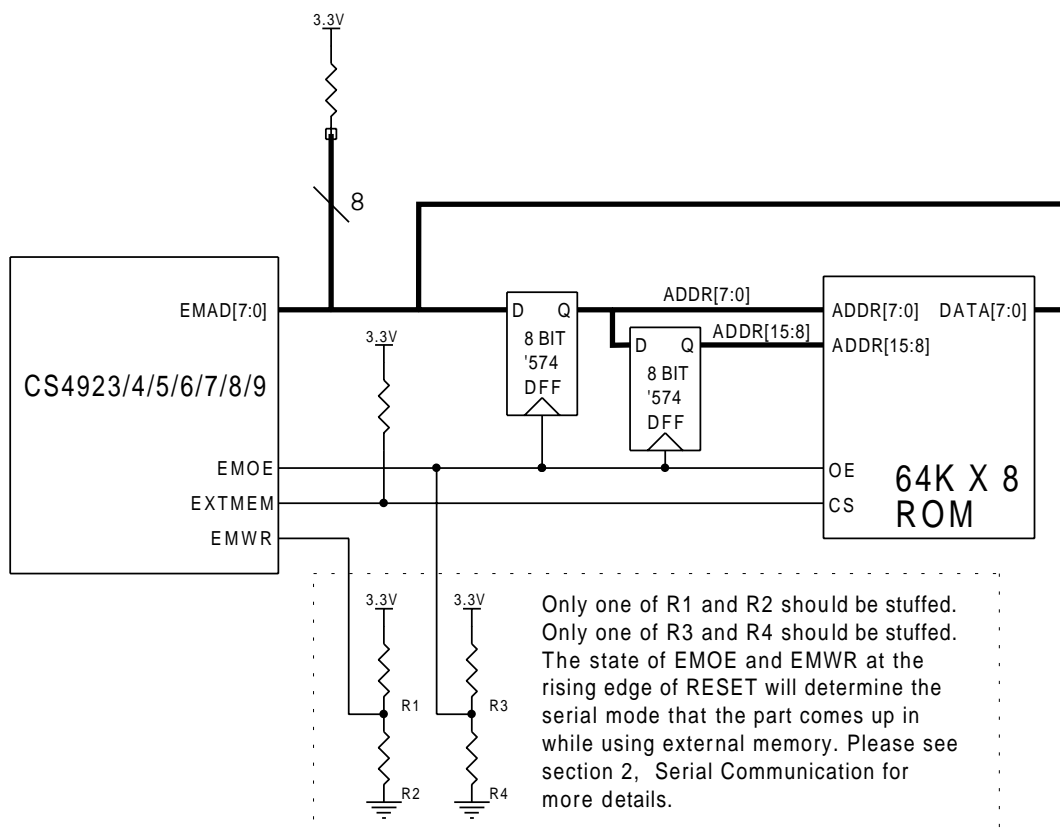 3.3V
8
EMAD[7:0]
D Q
8 BIT
'574
DFF
ADDR[7:0]
D Q
8 BIT
'574
DFF
ADDR[15:8]
ADDR[7:0] DATA[7:0]
ADDR[15:8]
3.3V
CS4923/4/5/6/7/8/9
EMOE
EXTMEM
EMWR
OE
CS
64K X 8
ROM
3.3V
3.3V
R1
R3
R2
R4
Only one of R1 and R2 should be stuffed.
Only one of R3 and R4 should be stuffed.
The state of EMOE and EMWR at the
rising edge of RESET will determine the
serial mode that the part comes up in
while using external memory. Please see
section 2, Serial Communication for
more details.